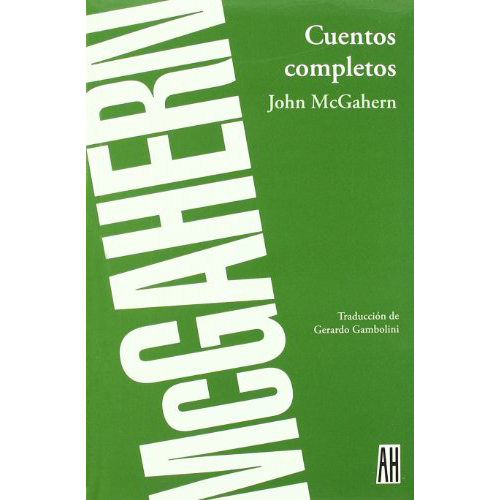 Cuentos
completos
John McGahern
MCGAHERN
Traducción de
Gerardo Gambolini
AH